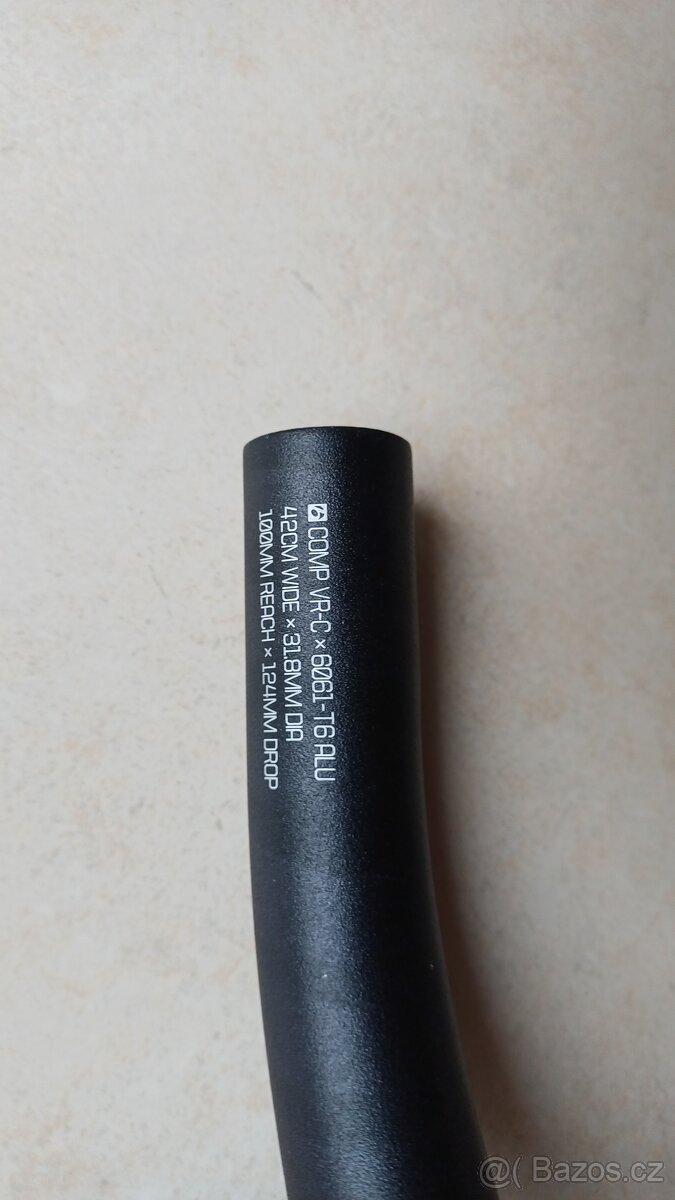 COMP VR-C × 6061-T6 ALU
42CM WIDE × 31.8MM DIA
100MM REACH × 124MM DROP
@( Bazos.cz